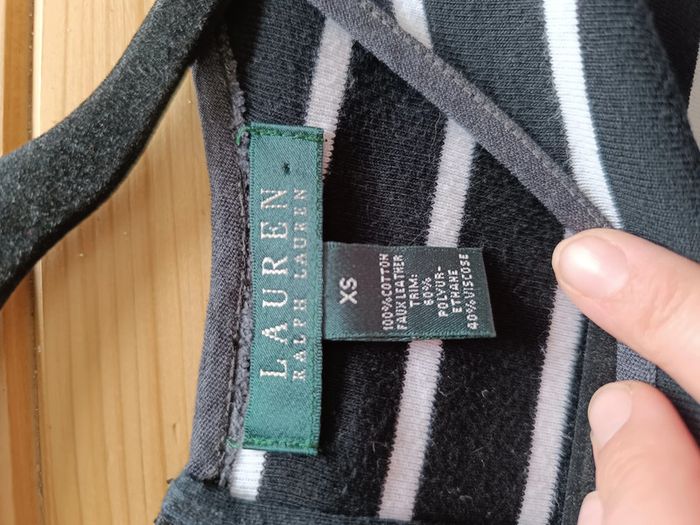 LAUREN
RALPH LAUREN
XS
100%COTTON
FAUX LEATHER
TRIM:
60%
POLYUR-
ETHANE
40%VISCOSE